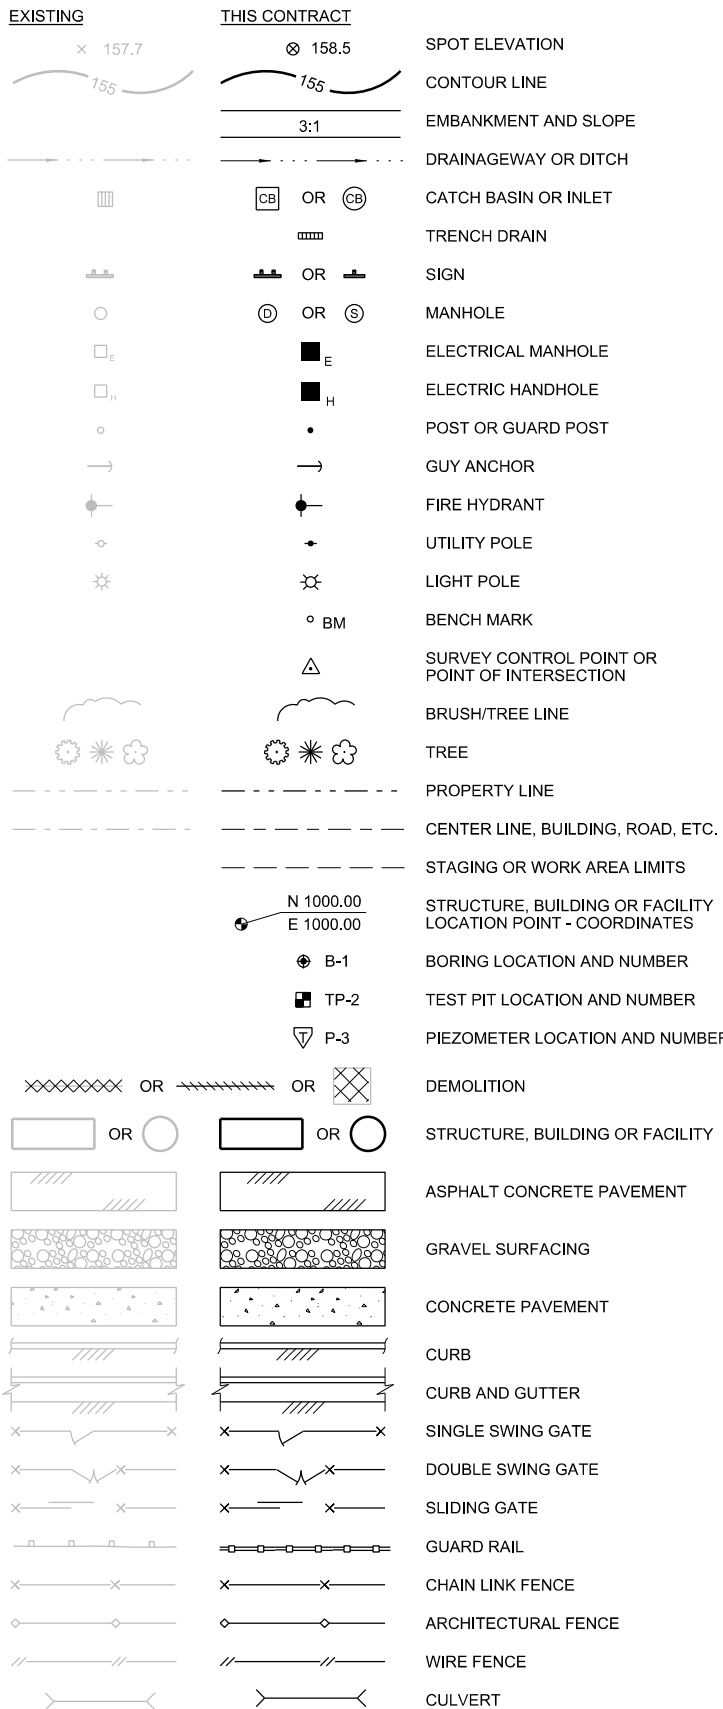 EXISTING THIS CONTRACT
157.7 158.5 SPOT ELEVATION
155 155 CONTOUR LINE
3:1 EMBANKMENT AND SLOPE
DRAINAGEWAY OR DITCH
CB OR CB CATCH BASIN OR INLET
TRENCH DRAIN
OR SIGN
D OR S MANHOLE
E E ELECTRICAL MANHOLE
H H ELECTRIC HANDHOLE
POST OR GUARD POST
GUY ANCHOR
FIRE HYDRANT
UTILITY POLE
LIGHT POLE
BM BENCH MARK
SURVEY CONTROL POINT OR
POINT OF INTERSECTION
BRUSH/TREE LINE
TREE
PROPERTY LINE
CENTER LINE, BUILDING, ROAD, ETC.
STAGING OR WORK AREA LIMITS
N 1000.00 STRUCTURE, BUILDING OR FACILITY
E 1000.00 LOCATION POINT - COORDINATES
B-1 BORING LOCATION AND NUMBER
TP-2 TEST PIT LOCATION AND NUMBER
T P-3 PIEZOMETER LOCATION AND NUMBER
OR OR DEMOLITION
OR OR STRUCTURE, BUILDING OR FACILITY
ASPHALT CONCRETE PAVEMENT
GRAVEL SURFACING
CONCRETE PAVEMENT
CURB
CURB AND GUTTER
SINGLE SWING GATE
DOUBLE SWING GATE
SLIDING GATE
GUARD RAIL
CHAIN LINK FENCE
ARCHITECTURAL FENCE
WIRE FENCE
CULVERT